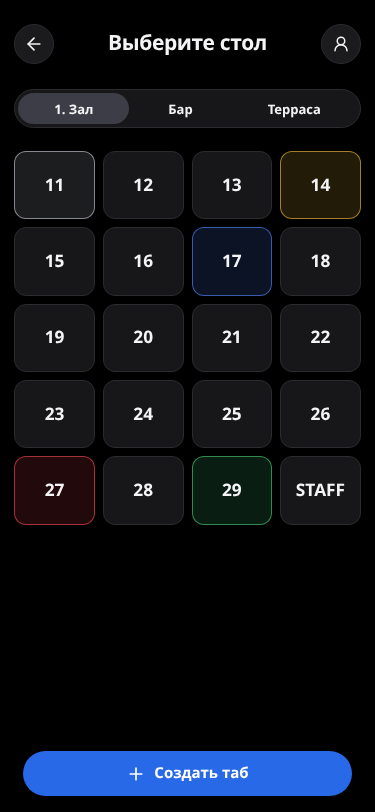 Выберите стол
1. Зал Бар Терраса
11 12 13 14
15 16 17 18
19 20 21 22
23 24 25 26
27 28 29 STAFF
Создать таб